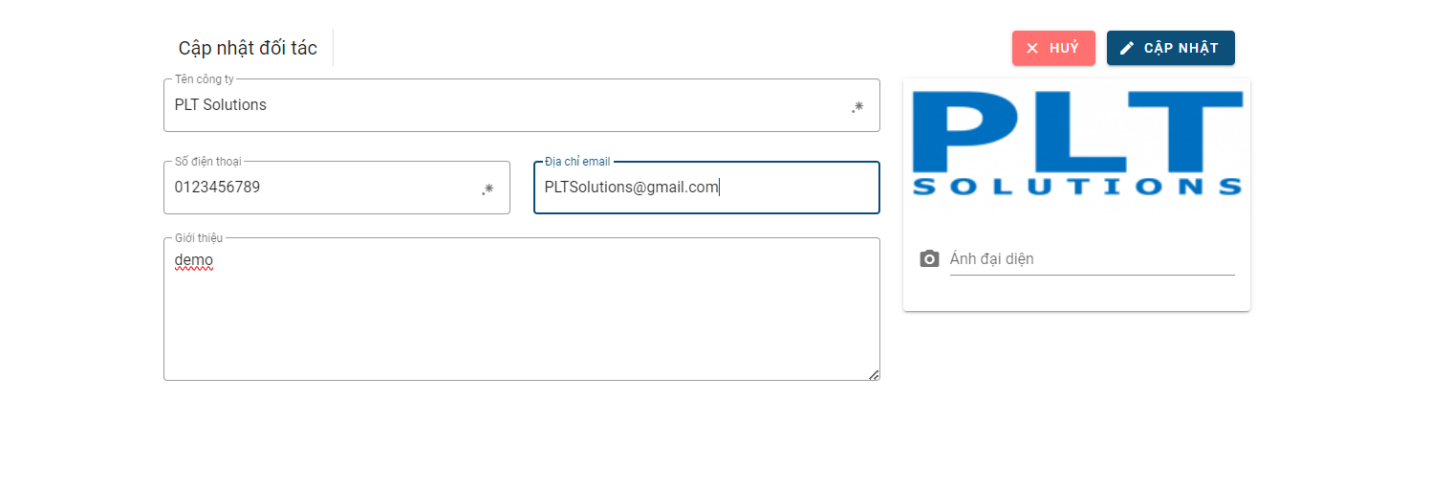 Cập nhật đối tác
HUỶ
CẬP NHẬT
Tên công ty
PLT Solutions
Số điện thoại
0123456789
Địa chỉ email
PLTSolutions@gmail.com
Giới thiệu
demo
PLT
SOLUTIONS
Ảnh đại diện